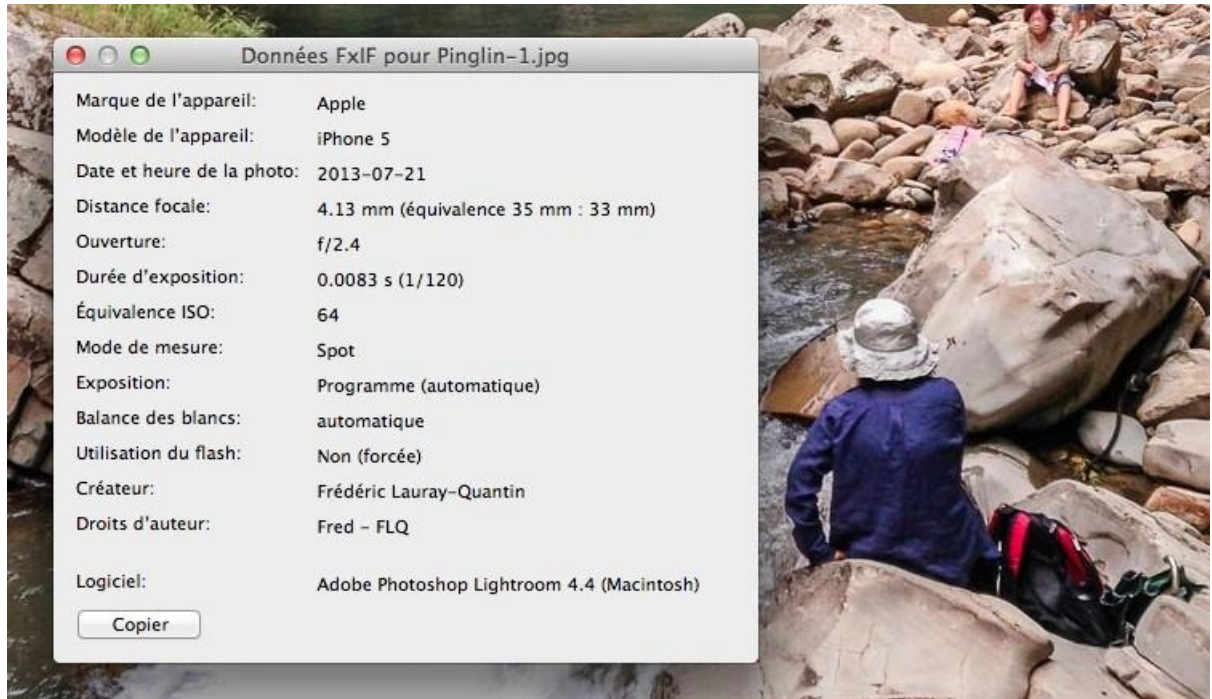 Données FxIF pour Pinglin-1.jpg
Marque de l'appareil: Apple
Modèle de l'appareil: iPhone 5
Date et heure de la photo: 2013-07-21
Distance focale: 4.13 mm (équivalence 35 mm : 33 mm)
Ouverture: f/2.4
Durée d'exposition: 0.0083 s (1/120)
Équivalence ISO: 64
Mode de mesure: Spot
Exposition: Programme (automatique)
Balance des blancs: automatique
Utilisation du flash: Non (forcée)
Créateur: Frédéric Lauray-Quantin
Droits d'auteur: Fred - FLQ
Logiciel: Adobe Photoshop Lightroom 4.4 (Macintosh)
Copier